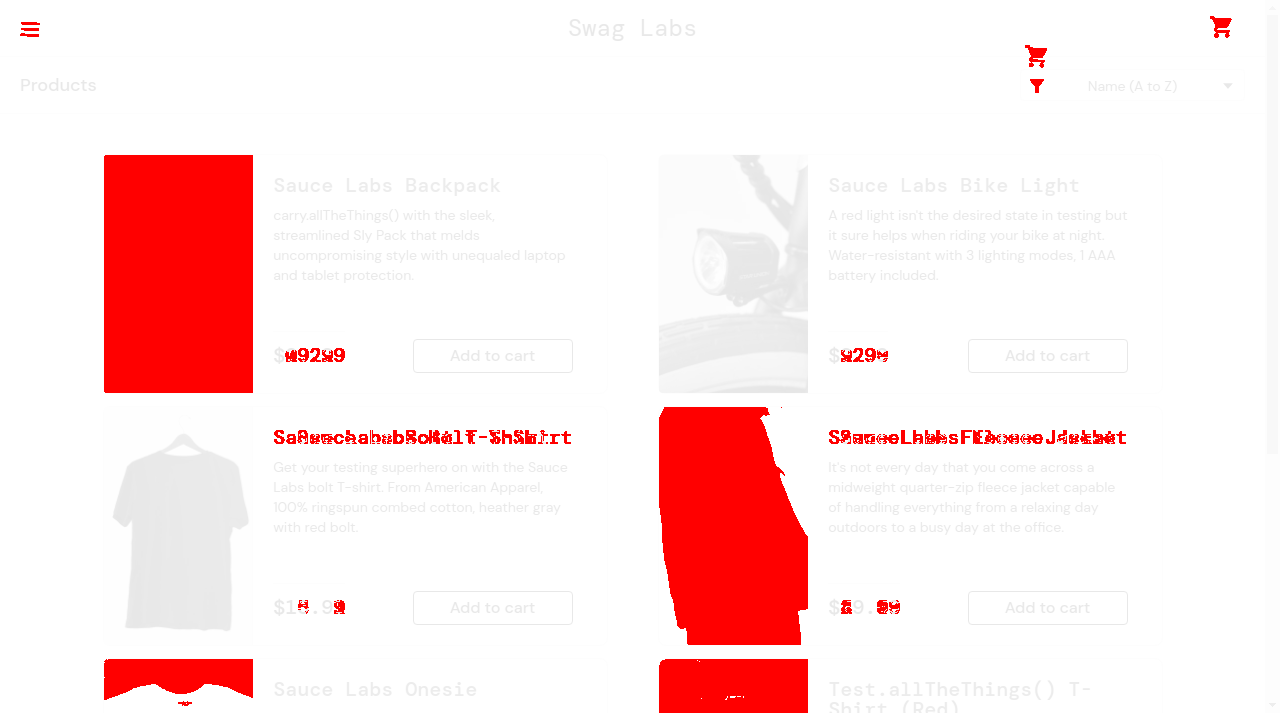 Swag Labs
Products
Name (A to Z)
Sauce Labs Backpack
carry.allTheThings() with the sleek,
streamlined Sly Pack that melds
uncompromising style with unequaled laptop
and tablet protection.
Add to cart
Sauce Labs Bike Light
A red light isn't the desired state in testing but
it sure helps when riding your bike at night.
Water-resistant with 3 lighting modes, 1 AAA
battery included.
Add to cart
Get your testing superhero on with the Sauce
Labs bolt T-shirt. From American Apparel,
100% ringspun combed cotton, heather gray
with red bolt.
Add to cart
It's not every day that you come across a
midweight quarter-zip fleece jacket capable
of handling everything from a relaxing day
outdoors to a busy day at the office.
Add to cart
Sauce Labs Onesie
Test.allTheThings() T-
Shirt (Red)